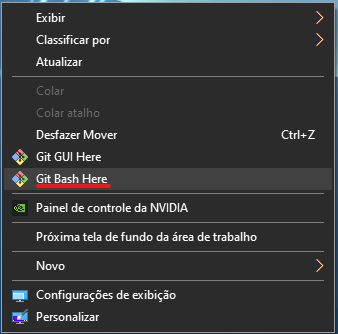 Exibir
Classificar por
Atualizar
Colar
Colar atalho
Desfazer Mover Ctrl+Z
Git GUI Here
Git Bash Here
Painel de controle da NVIDIA
Próxima tela de fundo da área de trabalho
Novo
Configurações de exibição
Personalizar